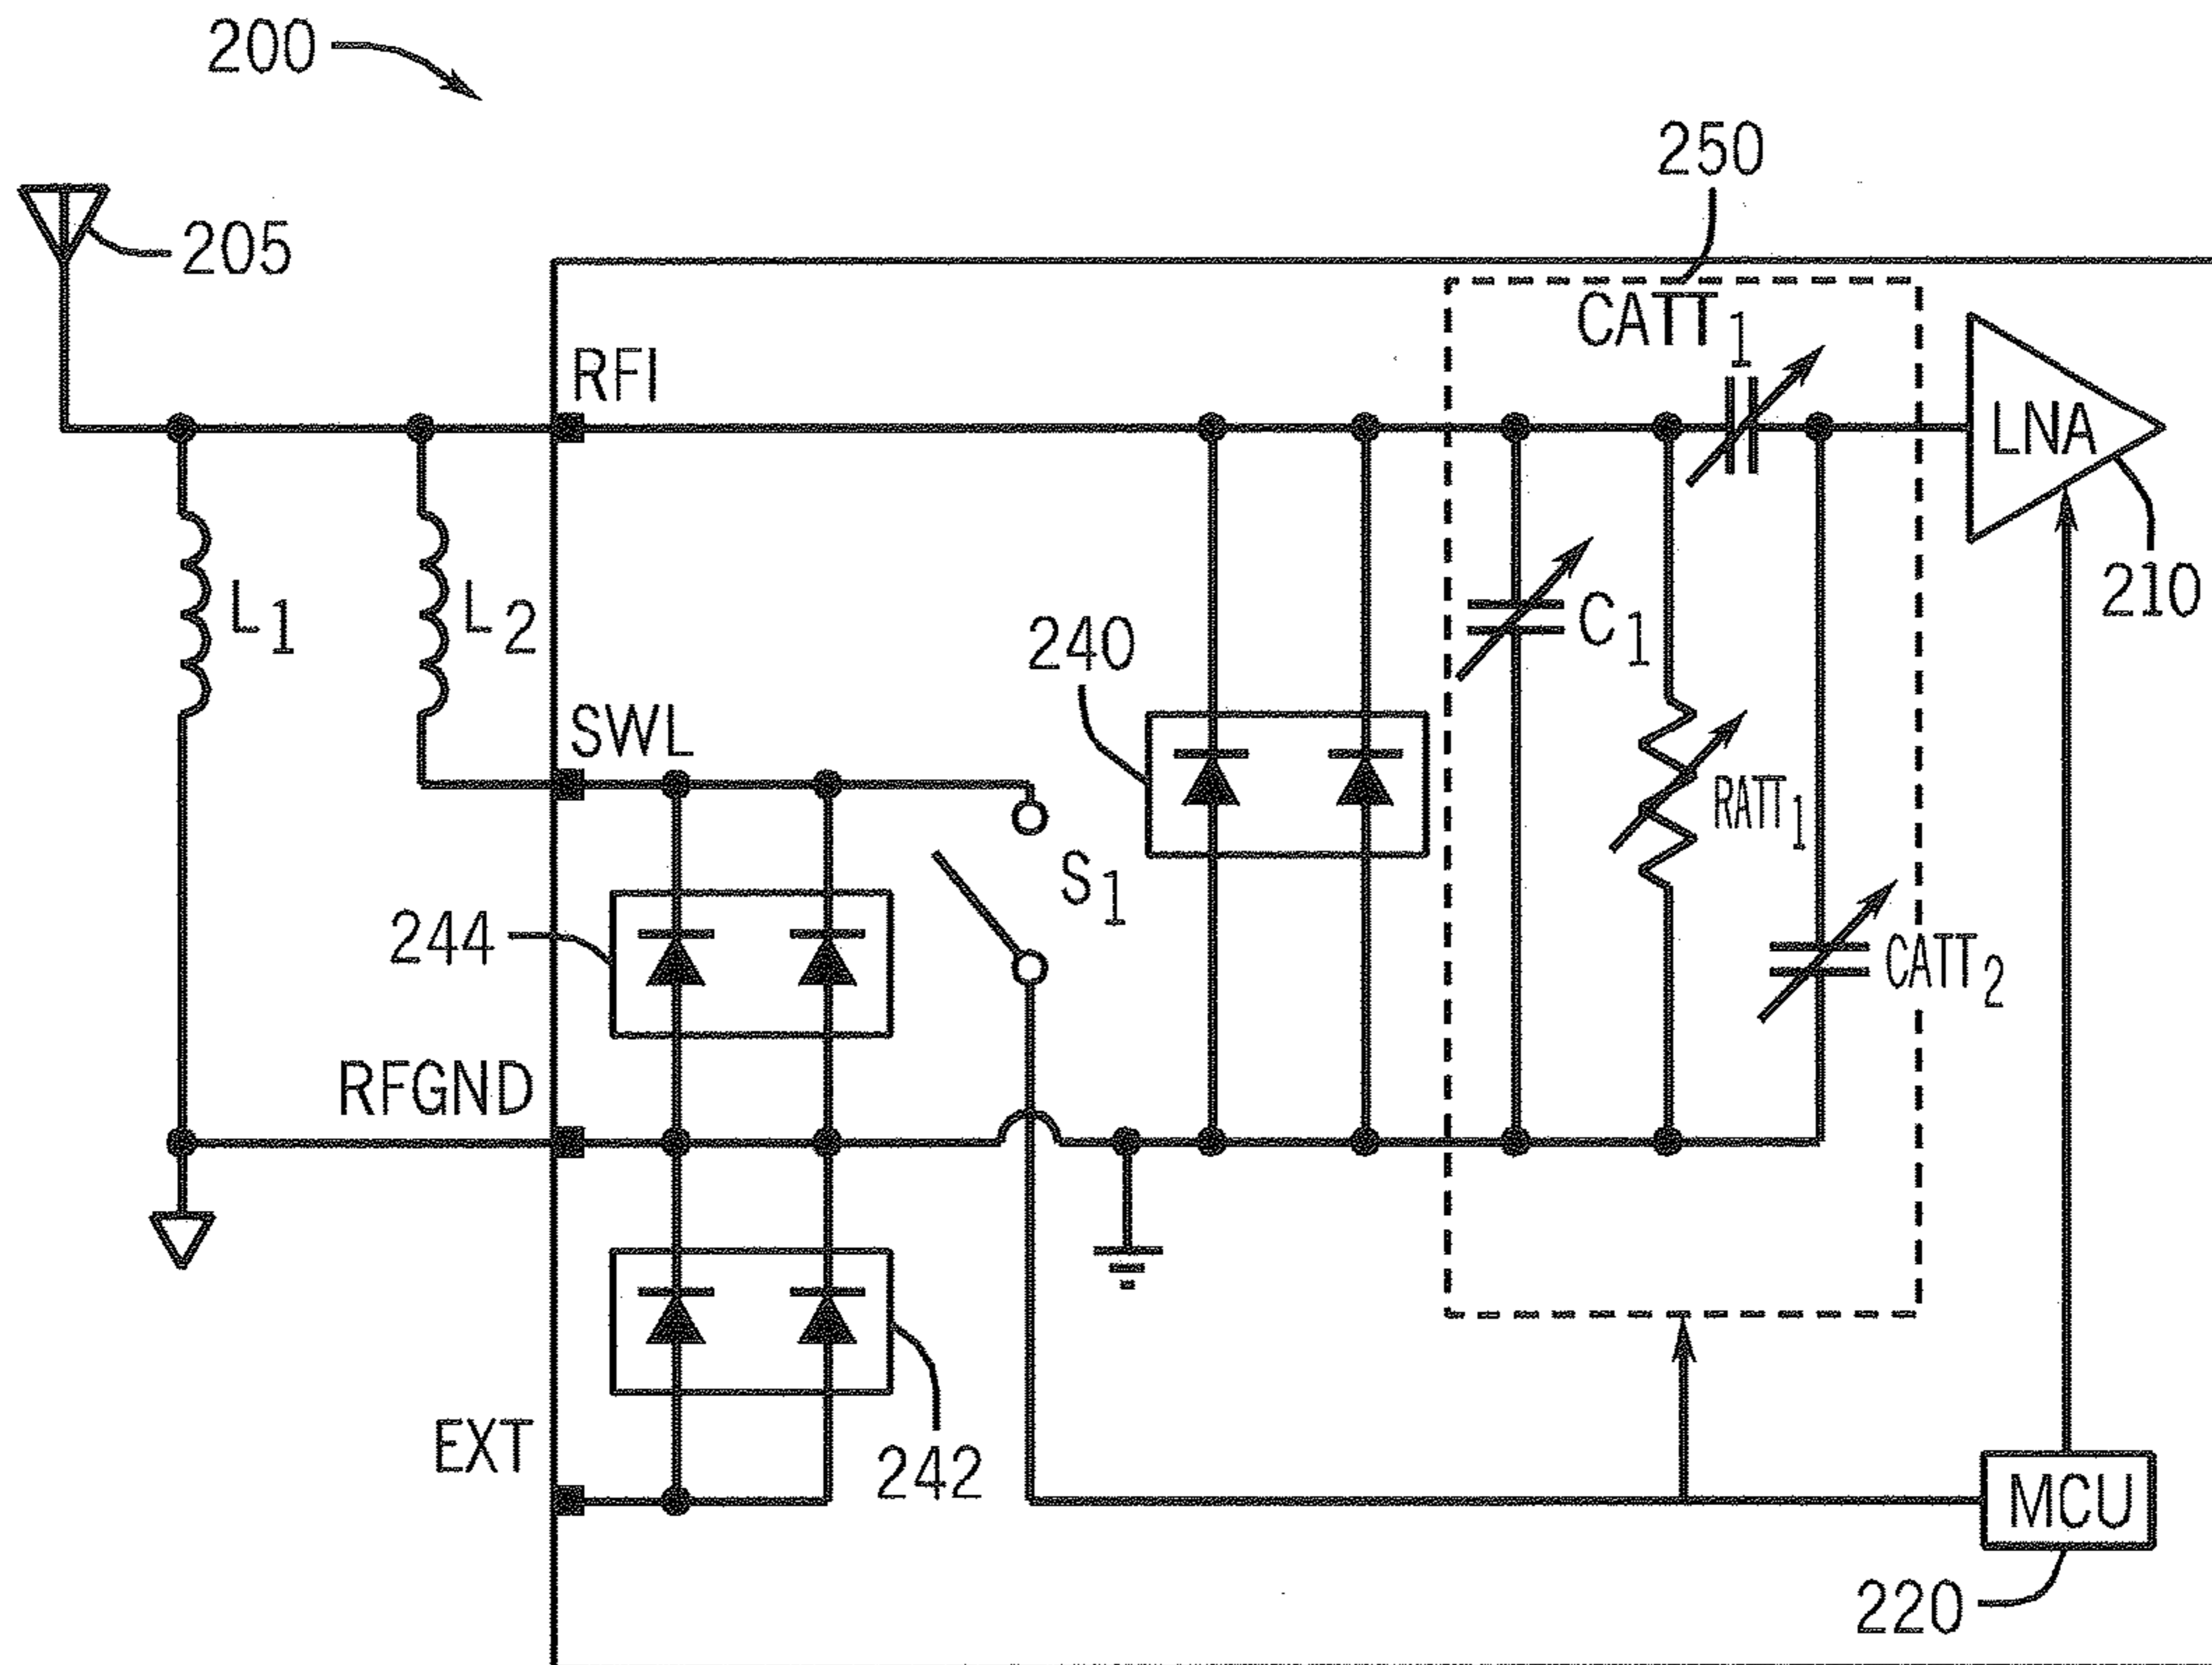 200
250
205
CATT1
RFI
LNA
210
L1
L2
C1
240
SWL
RATT1
S1
244
CATT2
RFGND
EXT
242
MCU
220